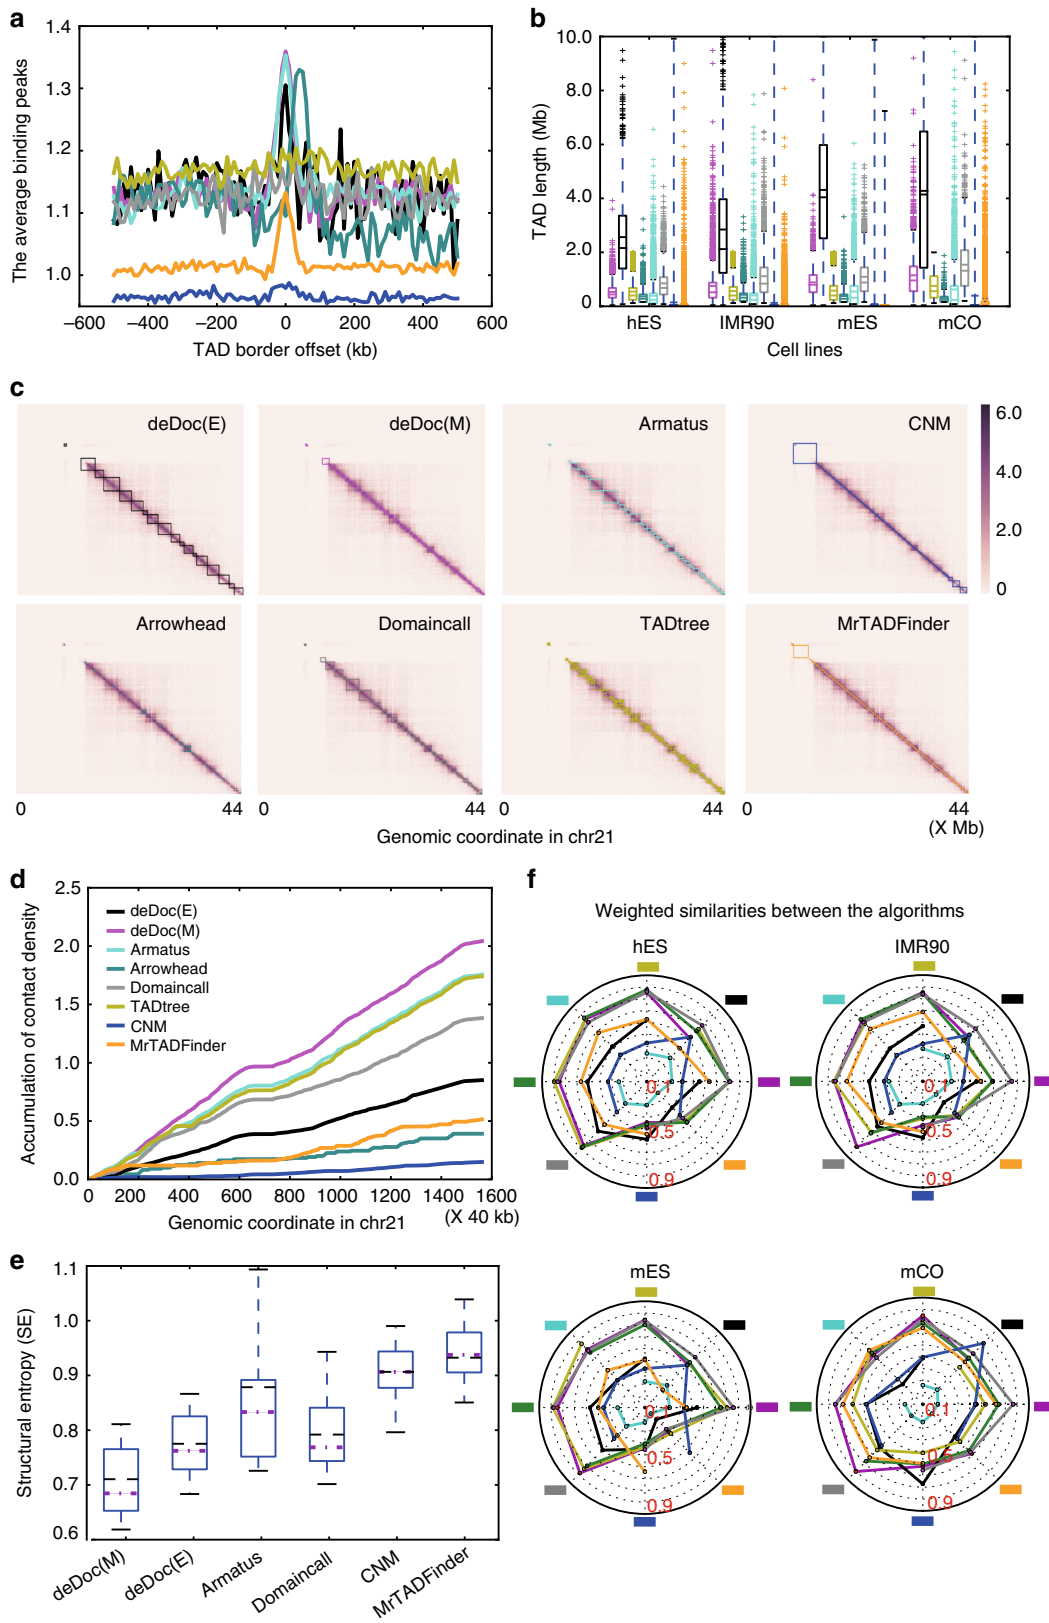 a
The average binding peaks
1.4
1.3
1.2
1.1
1.0
−600
−400
−200
0
200
400
600
TAD border offset (kb)
b
TAD length (Mb)
10.0
8.0
6.0
4.0
2.0
0
hES
IMR90
mES
mCO
Cell lines
c
deDoc(E)
deDoc(M)
Armatus
CNM
6.0
4.0
2.0
0
Arrowhead
Domaincall
TADtree
MrTADFinder
0
44
0
44
0
44
0
44
(X Mb)
Genomic coordinate in chr21
d
Accumulation of contact density
2.5
2.0
1.5
1.0
0.5
0.0
deDoc(E)
deDoc(M)
Armatus
Arrowhead
Domaincall
TADtree
CNM
MrTADFinder
0
200
400
600
800
1000
1200
1400
1600
(X 40 kb)
Genomic coordinate in chr21
e
Structural entropy (SE)
1.1
1.0
0.9
0.8
0.7
0.6
deDoc(M)
deDoc(E)
Armatus
Domaincall
CNM
MrTADFinder
f
Weighted similarities between the algorithms
hES
0.1
0.5
0.9
IMR90
0.1
0.5
0.9
mES
0.1
0.5
0.9
mCO
0.1
0.5
0.9